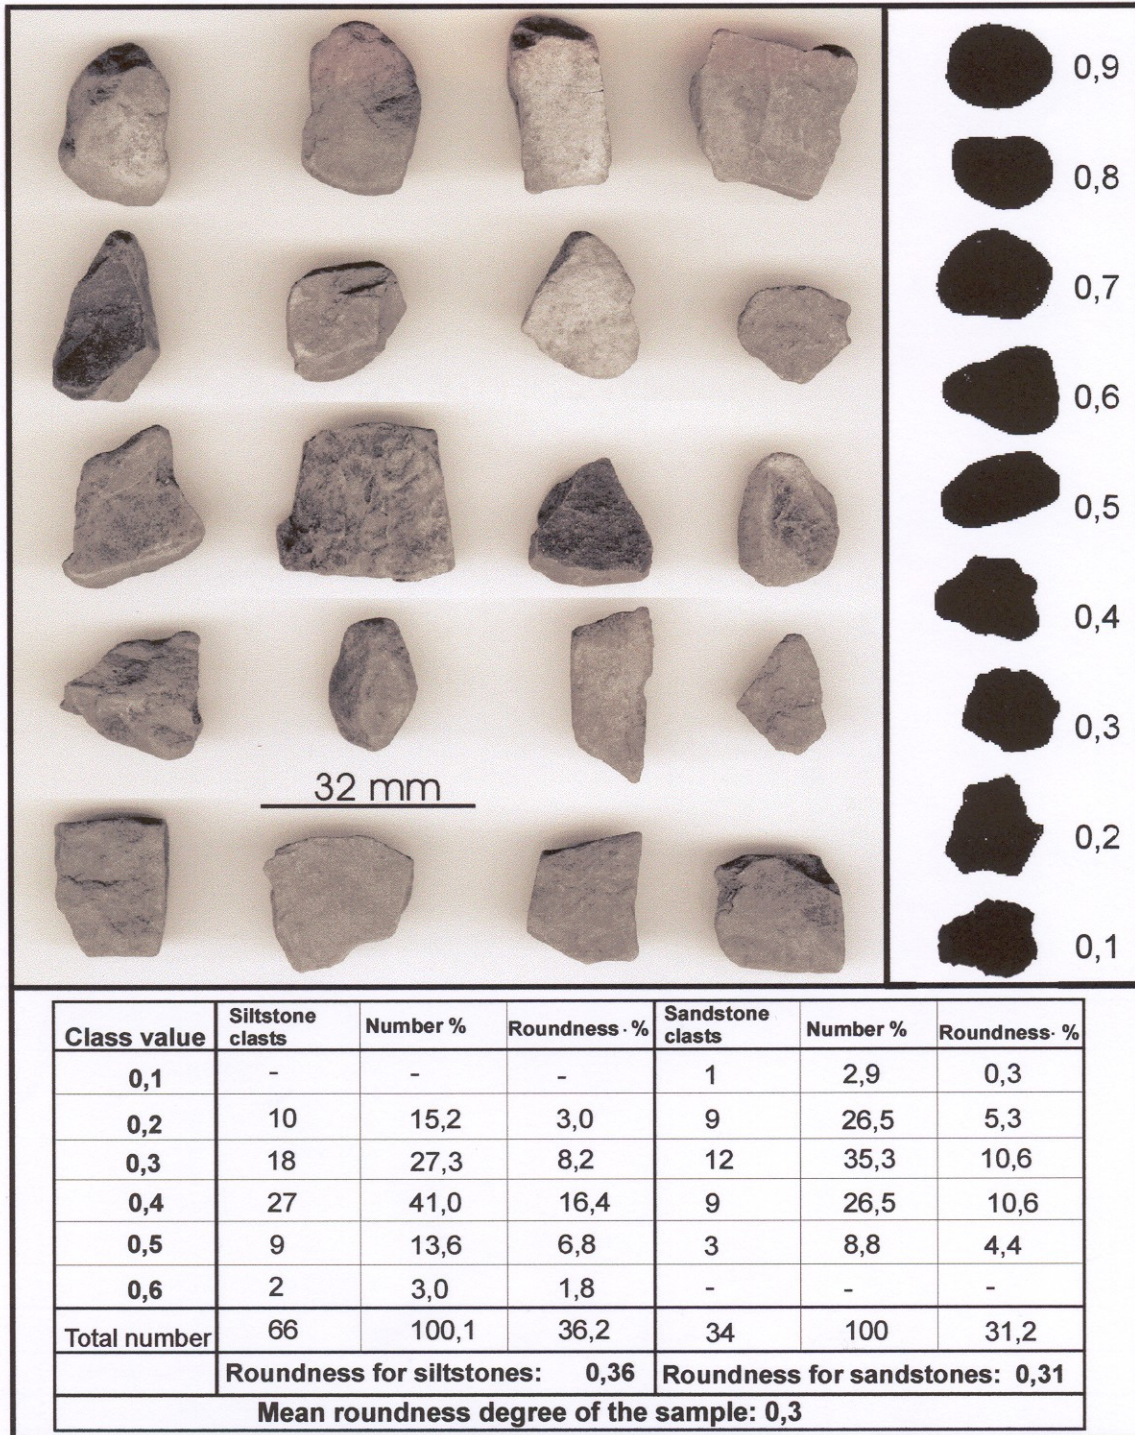 0,9
0,8
0,7
0,6
0,5
0,4
0,3
0,2
0,1
32 mm
Class value Siltstone clasts Number % Roundness · % Sandstone clasts Number % Roundness· %
0,1 - - - 1 2,9 0,3
0,2 10 15,2 3,0 9 26,5 5,3
0,3 18 27,3 8,2 12 35,3 10,6
0,4 27 41,0 16,4 9 26,5 10,6
0,5 9 13,6 6,8 3 8,8 4,4
0,6 2 3,0 1,8 - - -
Total number 66 100,1 36,2 34 100 31,2
Roundness for siltstones: 0,36 Roundness for sandstones: 0,31
Mean roundness degree of the sample: 0,3